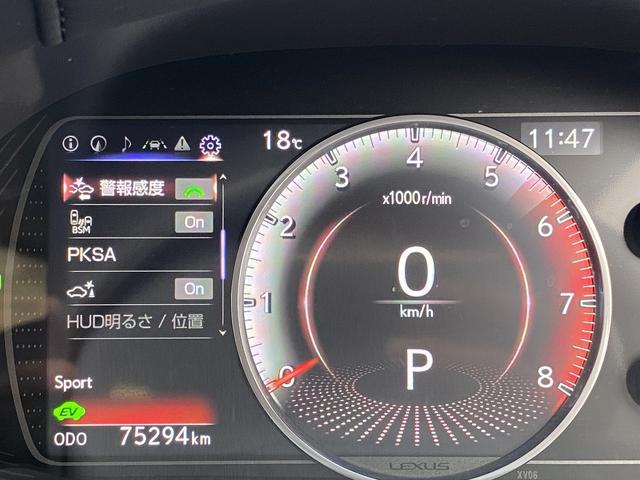 18℃
11:47
警報感度
BSM
On
PKSA
On
HUD明るさ / 位置
Sport
EV
ODO 75294km
0
1
2
3
4
5
6
7
8
x1000r/min
0
km/h
P
LEXUS
XV06